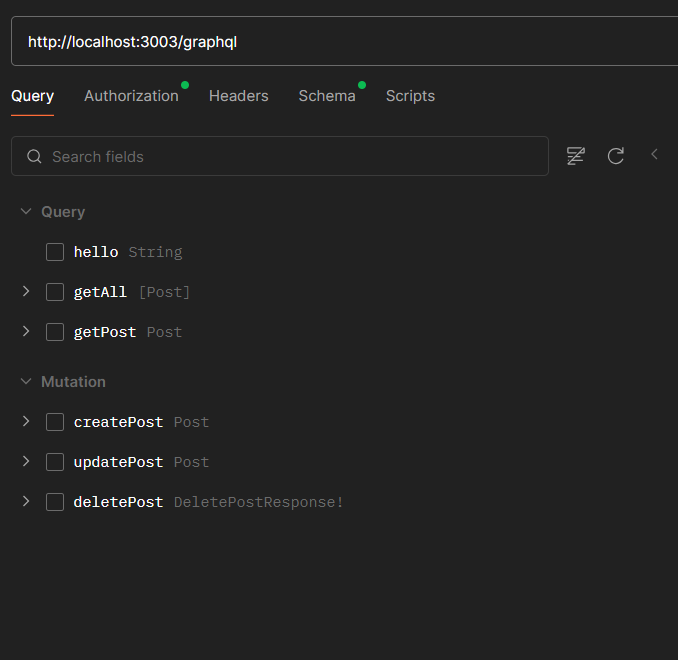 http://localhost:3003/graphql
Query Authorization Headers Schema Scripts
Search fields
Query
hello String
getAll [Post]
getPost Post
Mutation
createPost Post
updatePost Post
deletePost DeletePostResponse!